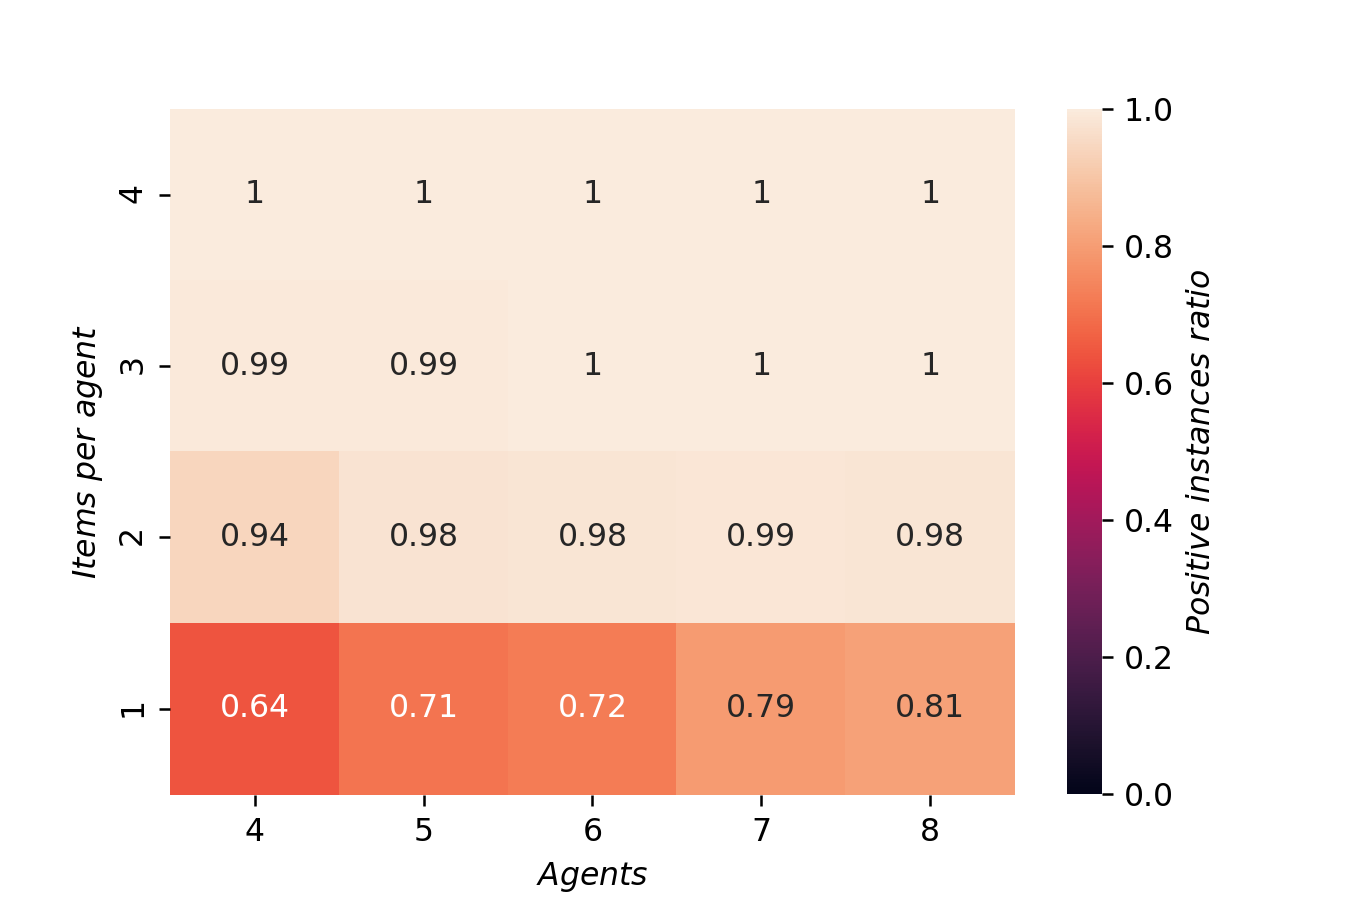 4 1 1 1 1 1
3 0.99 0.99 1 1 1
2 0.94 0.98 0.98 0.99 0.98
1 0.64 0.71 0.72 0.79 0.81
4 5 6 7 8
Agents
Items per agent
1.0
0.8
0.6
0.4
0.2
0.0
Positive instances ratio